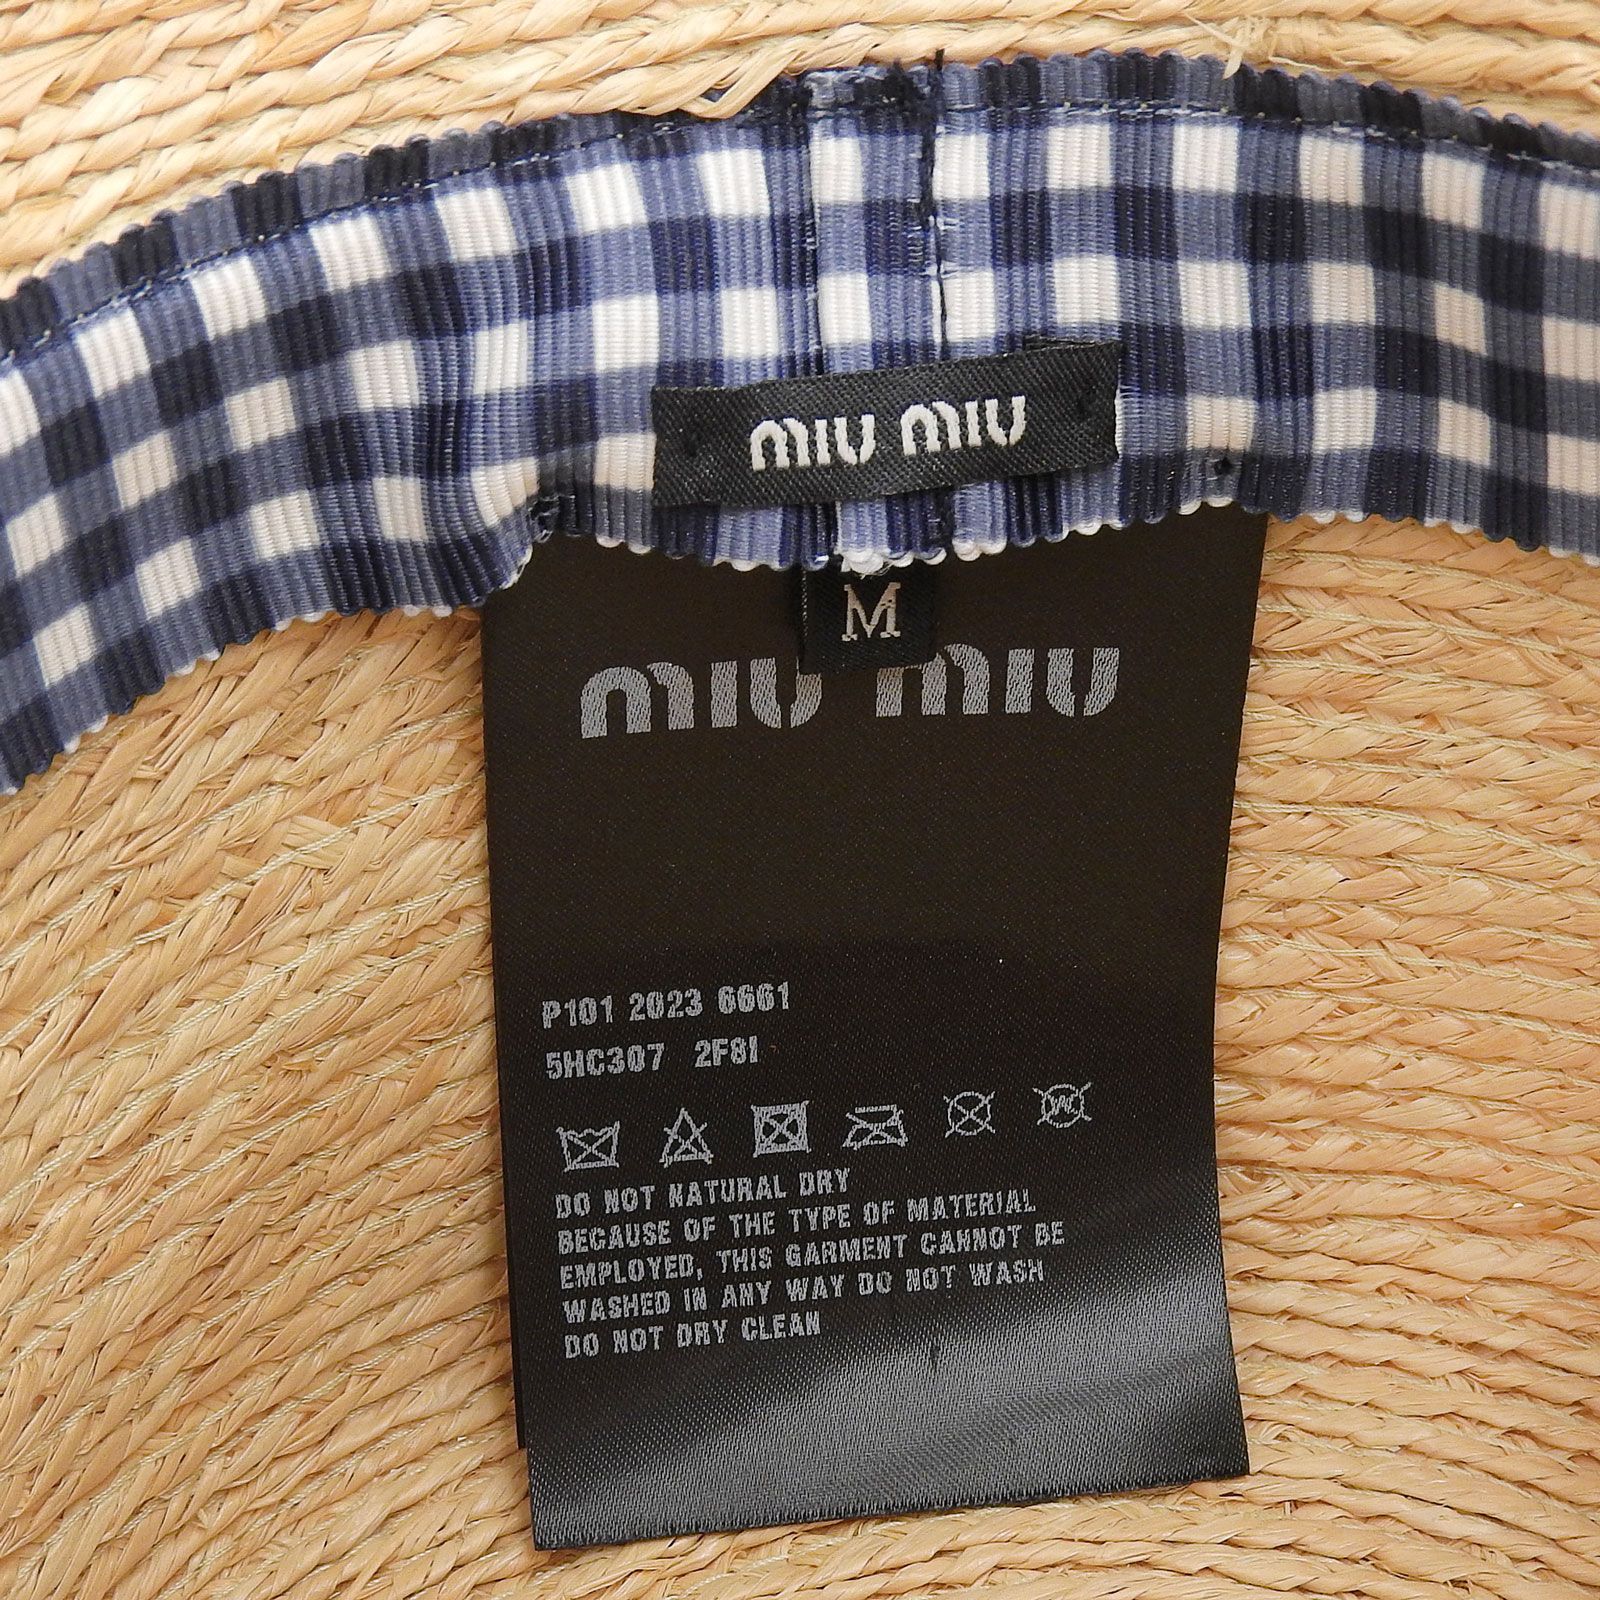 miu miu
M
miu miu
P101 2023 6661
5HC307 2F8I
DO NOT NATURAL DRY
BECAUSE OF THE TYPE OF MATERIAL
EMPLOYED, THIS GARMENT CANNOT BE
WASHED IN ANY WAY DO NOT WASH
DO NOT DRY CLEAN